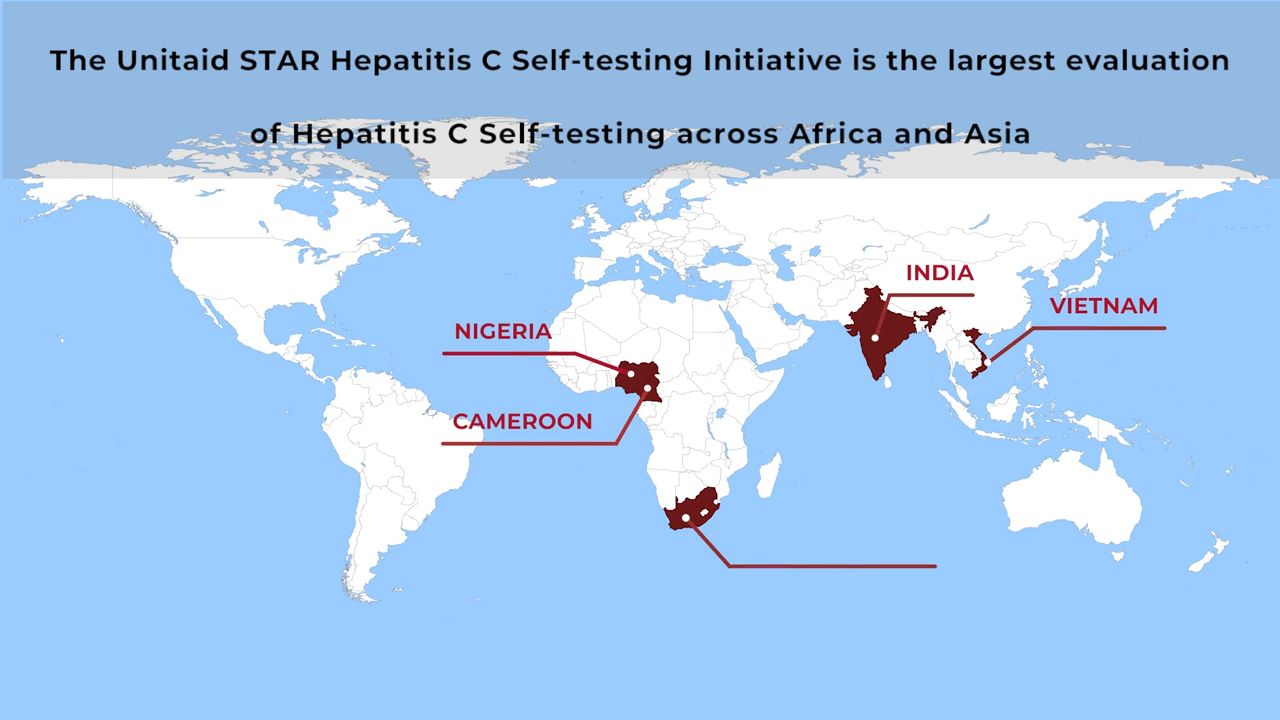 The Unitaid STAR Hepatitis C Self-testing Initiative is the largest evaluation
of Hepatitis C Self-testing across Africa and Asia
INDIA
VIETNAM
NIGERIA
CAMEROON